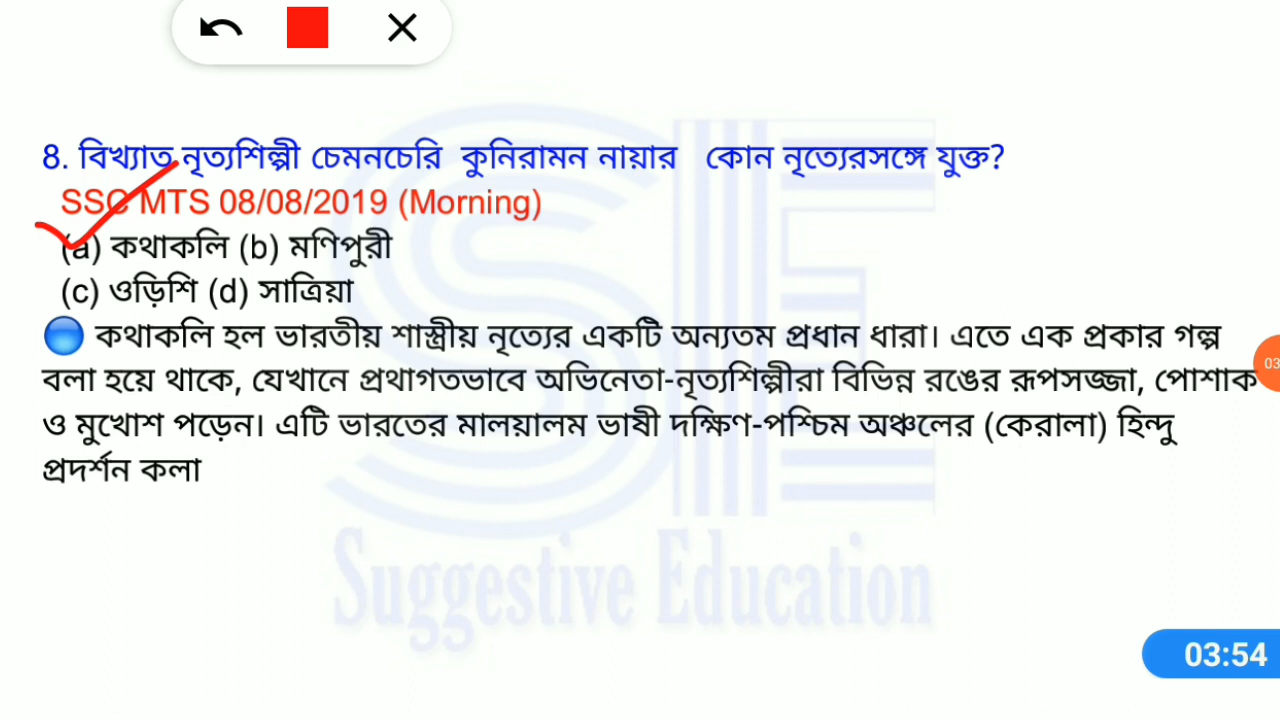 8. বিখ্যাত নৃত্যশিল্পী চেমনচেরি কুনিরামন নায়ার কোন নৃত্যেরসঙ্গে যুক্ত?
SSC MTS 08/08/2019 (Morning)
(a) কথাকলি (b) মণিপুরী
(c) ওড়িশি (d) সাত্রিয়া
কথাকলি হল ভারতীয় শাস্ত্রীয় নৃত্যের একটি অন্যতম প্রধান ধারা। এতে এক প্রকার গল্প
বলা হয়ে থাকে, যেখানে প্রথাগতভাবে অভিনেতা-নৃত্যশিল্পীরা বিভিন্ন রঙের রূপসজ্জা, পোশাক
ও মুখোশ পড়েন। এটি ভারতের মালয়ালম ভাষী দক্ষিণ-পশ্চিম অঞ্চলের (কেরালা) হিন্দু
প্রদর্শন কলা
SE
Suggestive Education
03
03:54